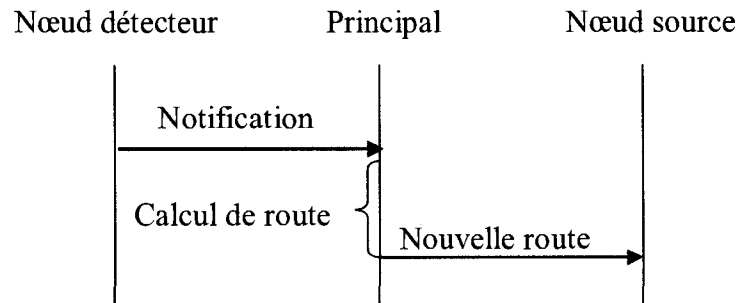 Nœud détecteur Principal Nœud source
Notification
Calcul de route
Nouvelle route